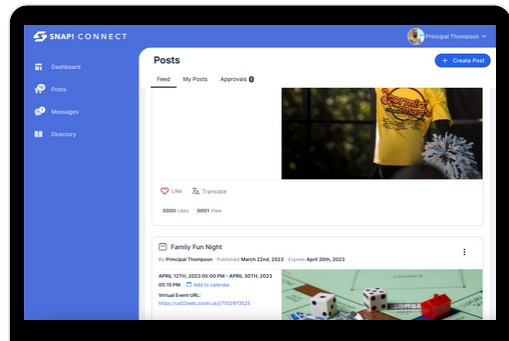 SNAP! CONNECT
Principal Thompson
Dashboard
Posts
Messages
Directory
Posts
+ Create Post
Feed My Posts Approvals
Like Translate
0000 Likes 0001 View
Family Fun Night
By Principal Thompson Published March 22nd, 2023 Expires April 30th, 2023
APRIL 12TH, 2023 05:00 PM - APRIL 30TH, 2023
05:15 PM Add to calendar
Virtual Event URL:
https://us02web.zoom.us/j/7502973525